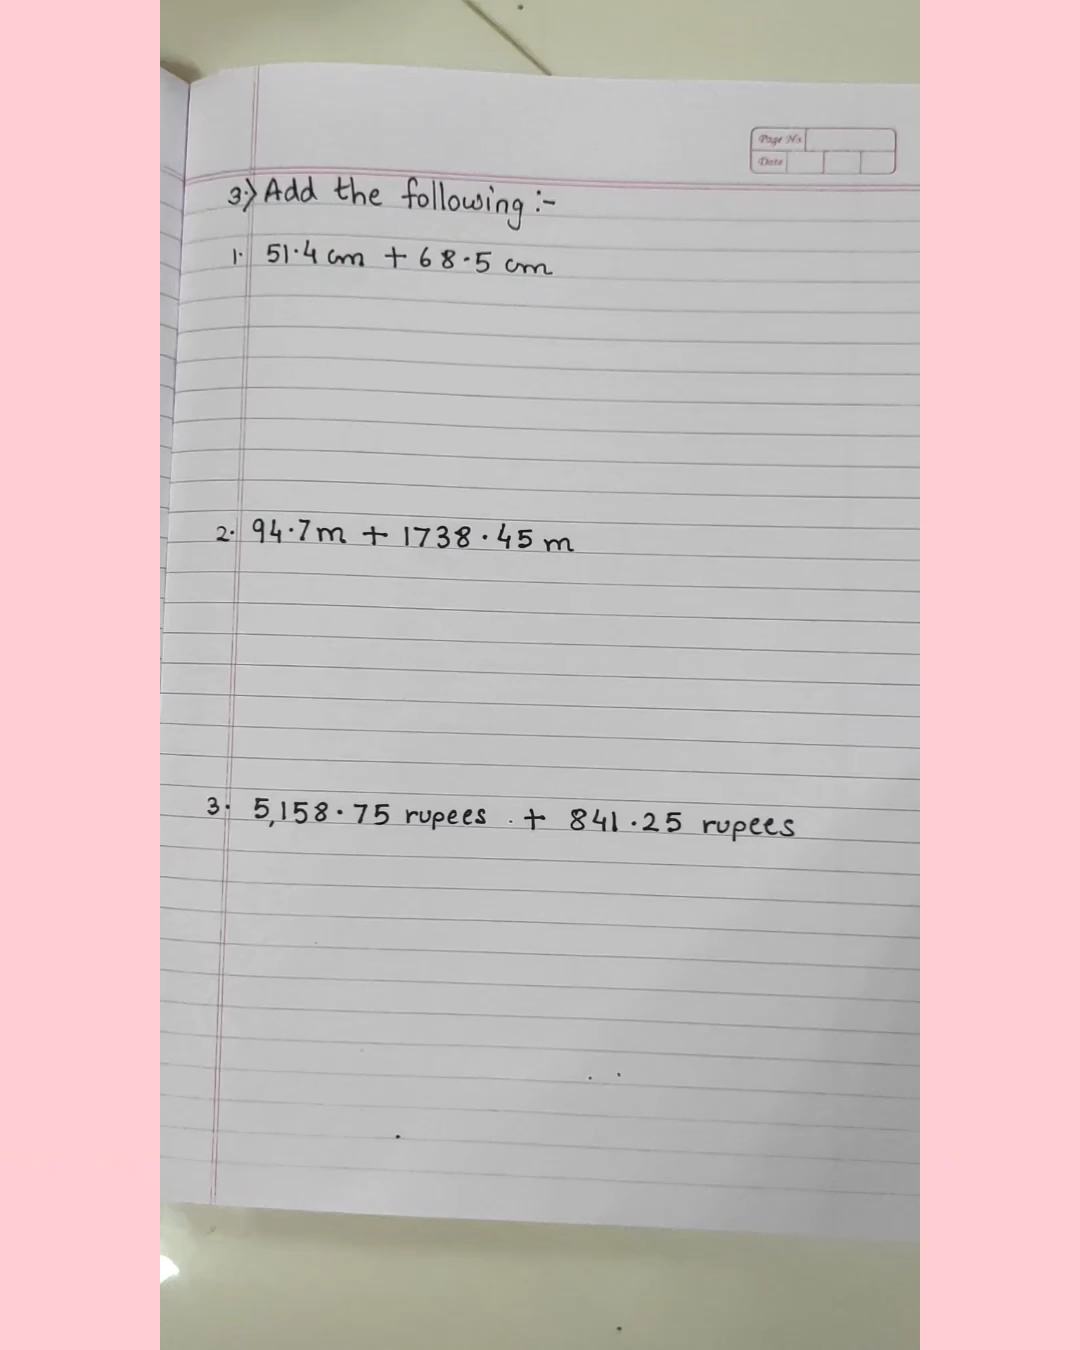 Page No.
Date
3.) Add the following :-
1. 51.4 cm + 68.5 cm
2. 94.7 m + 1738.45 m
3. 5,158.75 rupees + 841.25 rupees